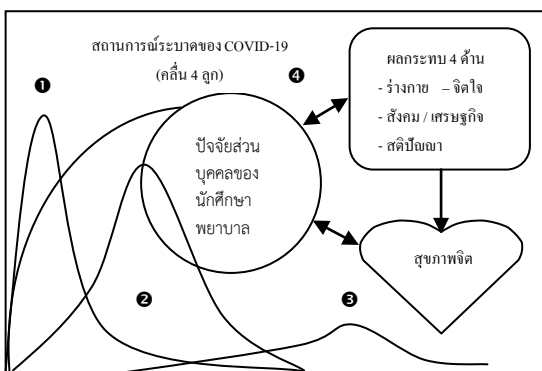 สถานการณ์ระบาดของ COVID-19
(คลื่น 4 ลูก)
❶
❹
ผลกระทบ 4 ด้าน
- ร่างกาย – จิตใจ
- สังคม / เศรษฐกิจ
- สติปัญญา
ปัจจัยส่วน
บุคคลของ
นักศึกษา
พยาบาล
สุขภาพจิต
❷
❸